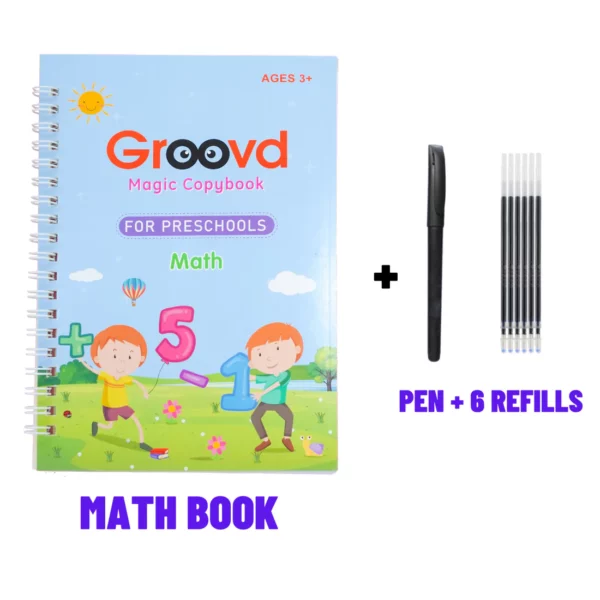 AGES 3+
Groovd
Magic Copybook
FOR PRESCHOOLS
Math
+
5
-
1
+
PEN + 6 REFILLS
MATH BOOK